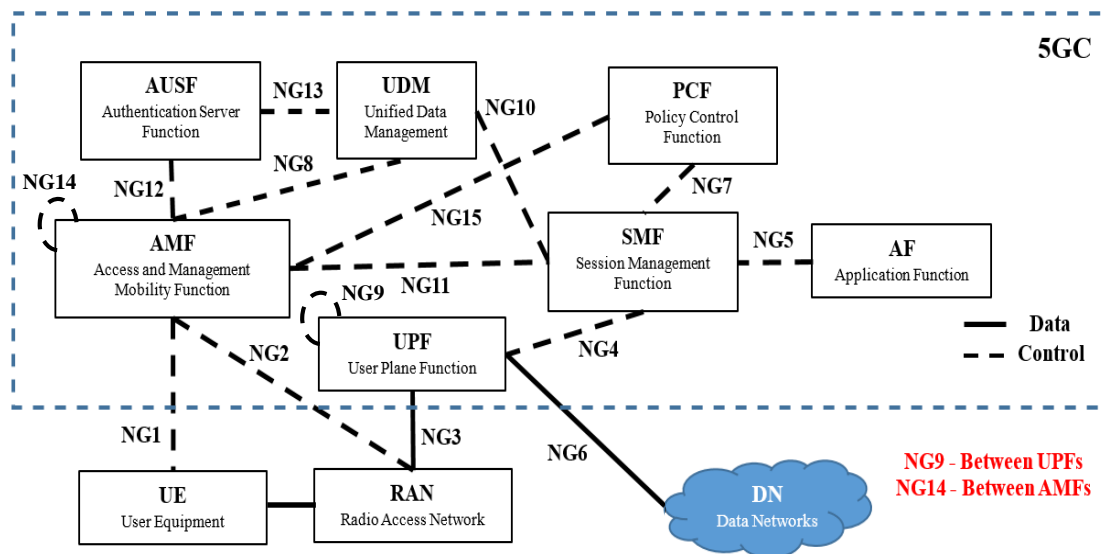 5GC
AUSF
Authentication Server
Function
NG13
UDM
Unified Data
Management
NG10
PCF
Policy Control
Function
NG14
NG12
NG8
NG15
NG7
AMF
Access and Management
Mobility Function
NG11
SMF
Session Management
Function
NG5
AF
Application Function
NG9
UPF
User Plane Function
NG2
NG4
Data
Control
NG1
NG3
NG6
UE
User Equipment
RAN
Radio Access Network
DN
Data Networks
NG9 - Between UPFs
NG14 - Between AMFs